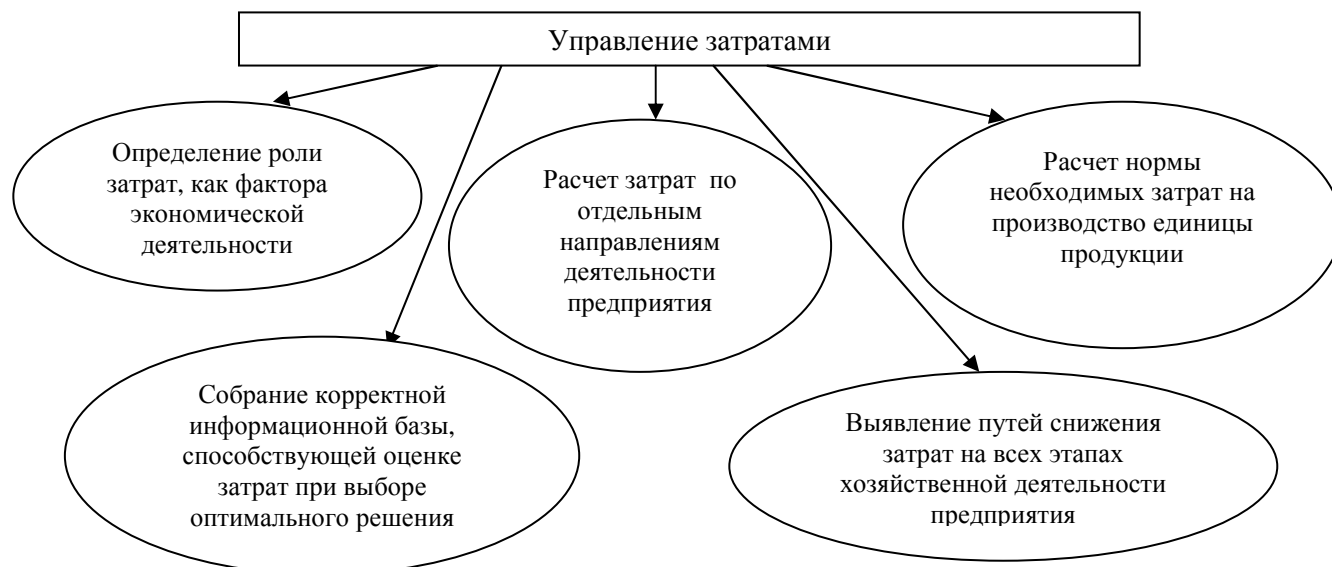 Управление затратами
Определение роли
затрат, как фактора
экономической
деятельности
Расчет затрат по
отдельным
направлениям
деятельности
предприятия
Расчет нормы
необходимых затрат на
производство единицы
продукции
Собрание корректной
информационной базы,
способствующей оценке
затрат при выборе
оптимального решения
Выявление путей снижения
затрат на всех этапах
хозяйственной деятельности
предприятия